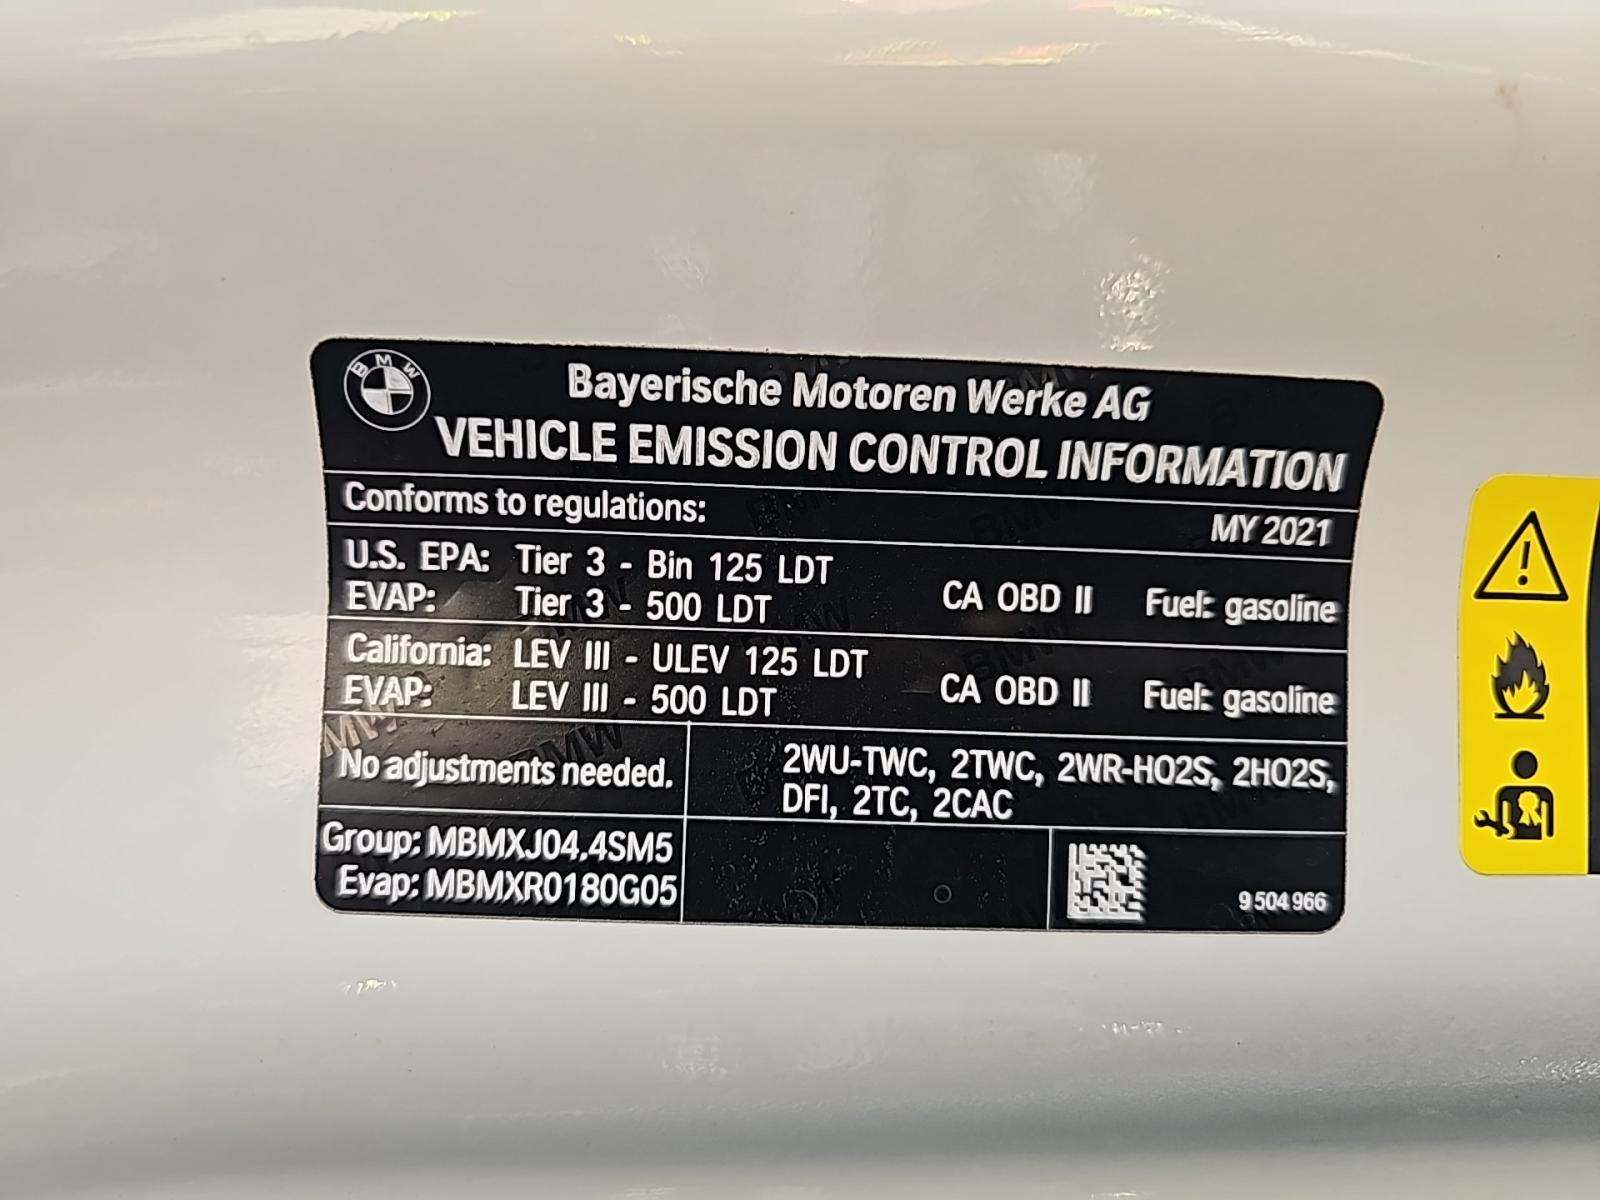 BMW
Bayerische Motoren Werke AG
VEHICLE EMISSION CONTROL INFORMATION
Conforms to regulations: MY 2021
U.S. EPA: Tier 3 - Bin 125 LDT
EVAP: Tier 3 - 500 LDT CA OBD II Fuel: gasoline
California: LEV III - ULEV 125 LDT
EVAP: LEV III - 500 LDT CA OBD II Fuel: gasoline
No adjustments needed. 2WU-TWC, 2TWC, 2WR-HO2S, 2HO2S,
DFI, 2TC, 2CAC
Group: MBMXJ04.4SM5
Evap: MBMXR0180G05
9 504 966